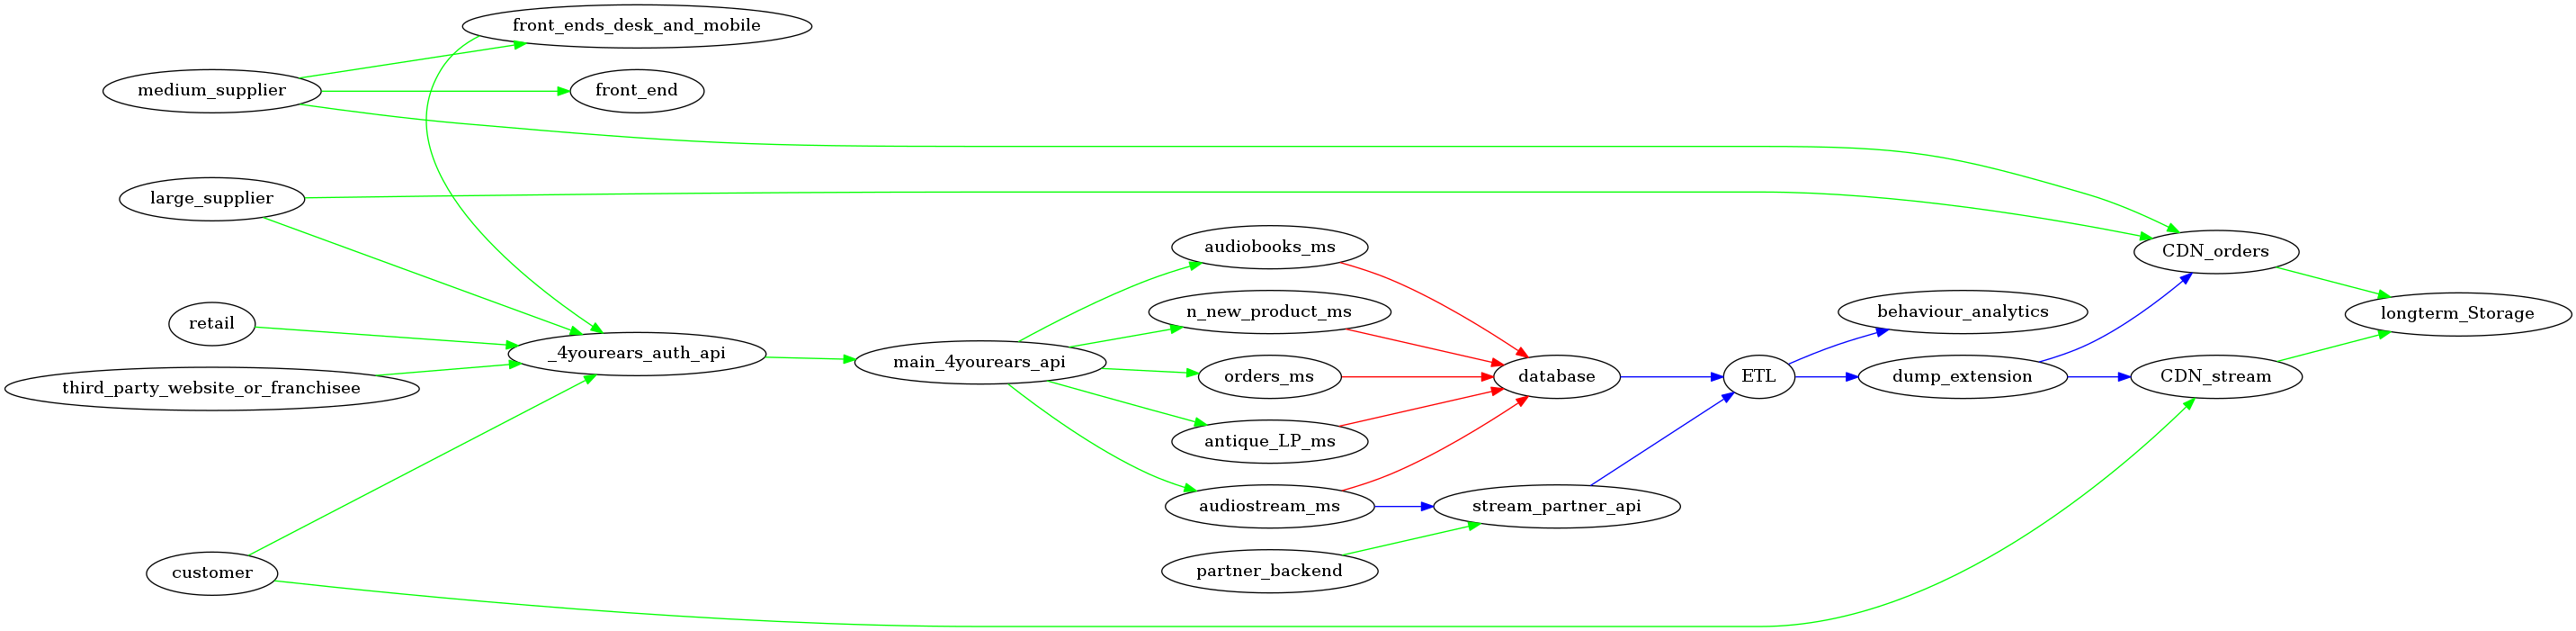 front_ends_desk_and_mobile
medium_supplier
front_end
large_supplier
audiobooks_ms
CDN_orders
n_new_product_ms
behaviour_analytics
longterm_Storage
retail
_4yourears_auth_api
main_4yourears_api
orders_ms
database
ETL
dump_extension
CDN_stream
third_party_website_or_franchisee
antique_LP_ms
audiostream_ms
stream_partner_api
customer
partner_backend